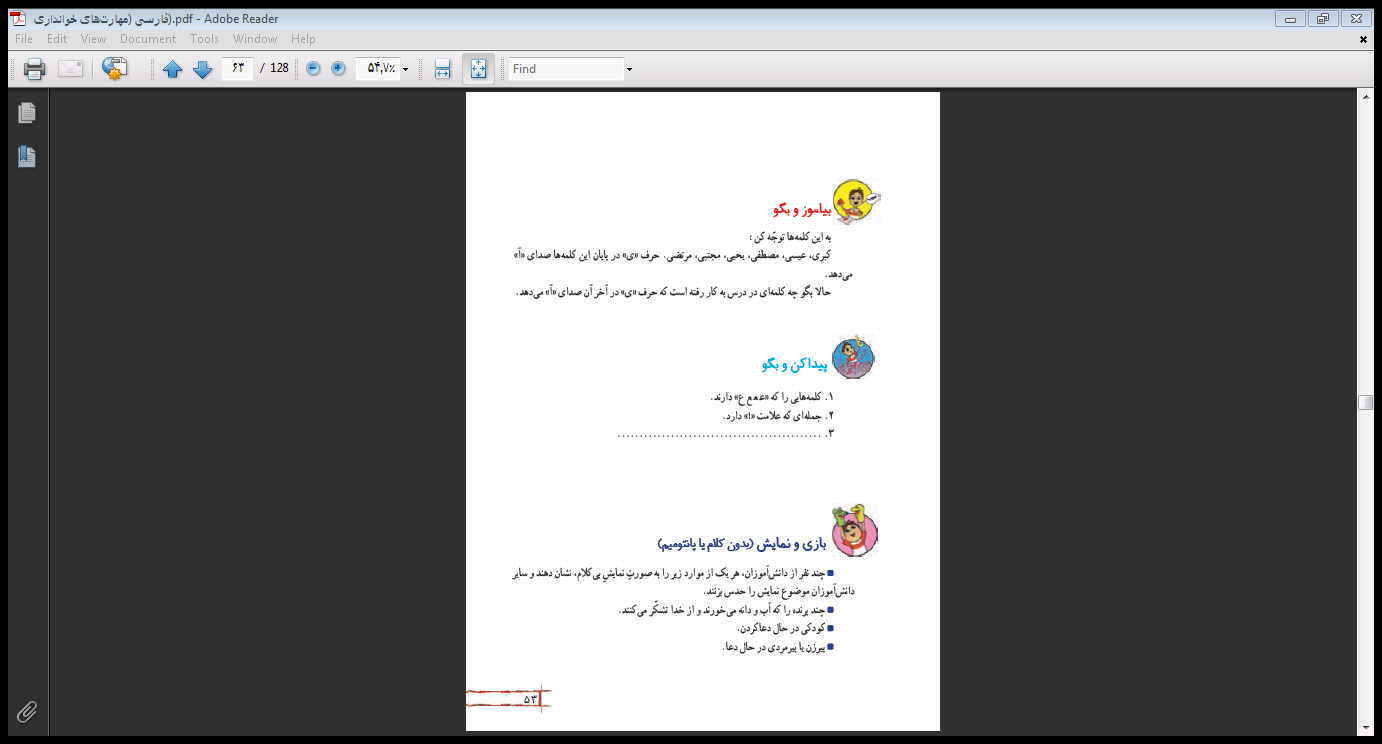 فارسی (مهارت‌های خوانداری).pdf - Adobe Reader
File Edit View Document Tools Window Help
۶۳ / 128 ۵۴,۷٪ Find
بیاموز و بگو
به این کلمه‌ها توجّه کن :
کبری، عیسی، مصطفی، یحیی، مجتبی، مرتضی. حرف «ی» در پایان این کلمه‌ها صدای «آ»
می‌دهد.
حالا بگو چه کلمه‌ای در درس به کار رفته است که حرف «ی» در آخر آن صدای «آ» می‌دهد.
پیدا کن و بگو
۱. کلمه‌هایی را که «عـ ـعـ ـع ع» دارند.
۲. جمله‌ای که علامت «!» دارد.
۳. ..............................................
بازی و نمایش (بدون کلام یا پانتومیم)
چند نفر از دانش‌آموزان، هر یک از موارد زیر را به صورتِ نمایشِ بی‌کلام، نشان دهند و سایر
دانش‌آموزان موضوع نمایش را حدس بزنند.
چند پرنده را که آب و دانه می‌خورند و از خدا تشکّر می‌کنند.
کودکی در حال دعاکردن.
پیرزن یا پیرمردی در حال دعا.
۵۳